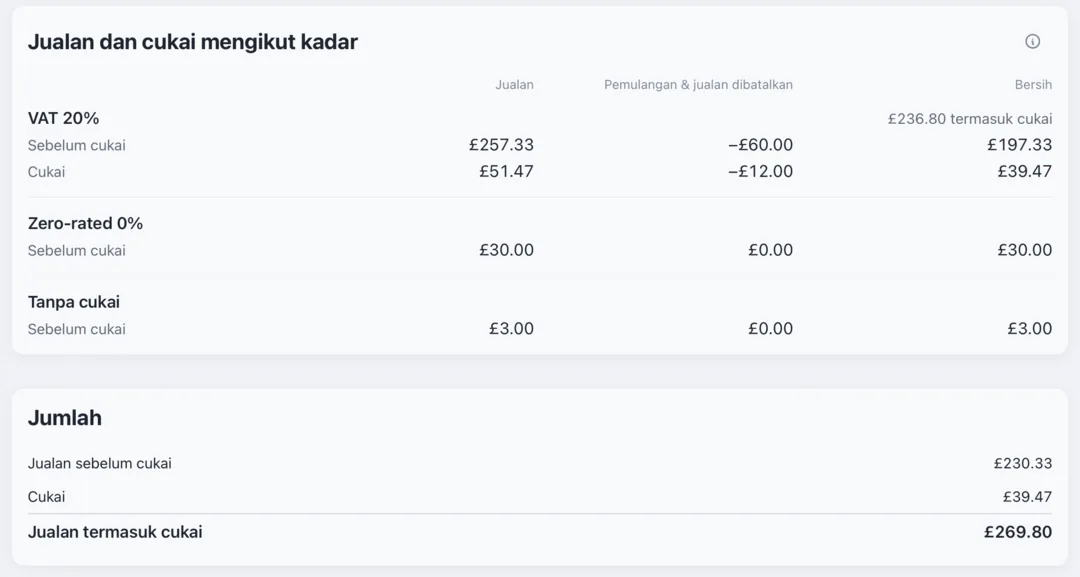 Jualan dan cukai mengikut kadar
Jualan Pemulangan & jualan dibatalkan Bersih
VAT 20% £236.80 termasuk cukai
Sebelum cukai £257.33 –£60.00 £197.33
Cukai £51.47 –£12.00 £39.47
Zero-rated 0%
Sebelum cukai £30.00 £0.00 £30.00
Tanpa cukai
Sebelum cukai £3.00 £0.00 £3.00
Jumlah
Jualan sebelum cukai £230.33
Cukai £39.47
Jualan termasuk cukai £269.80